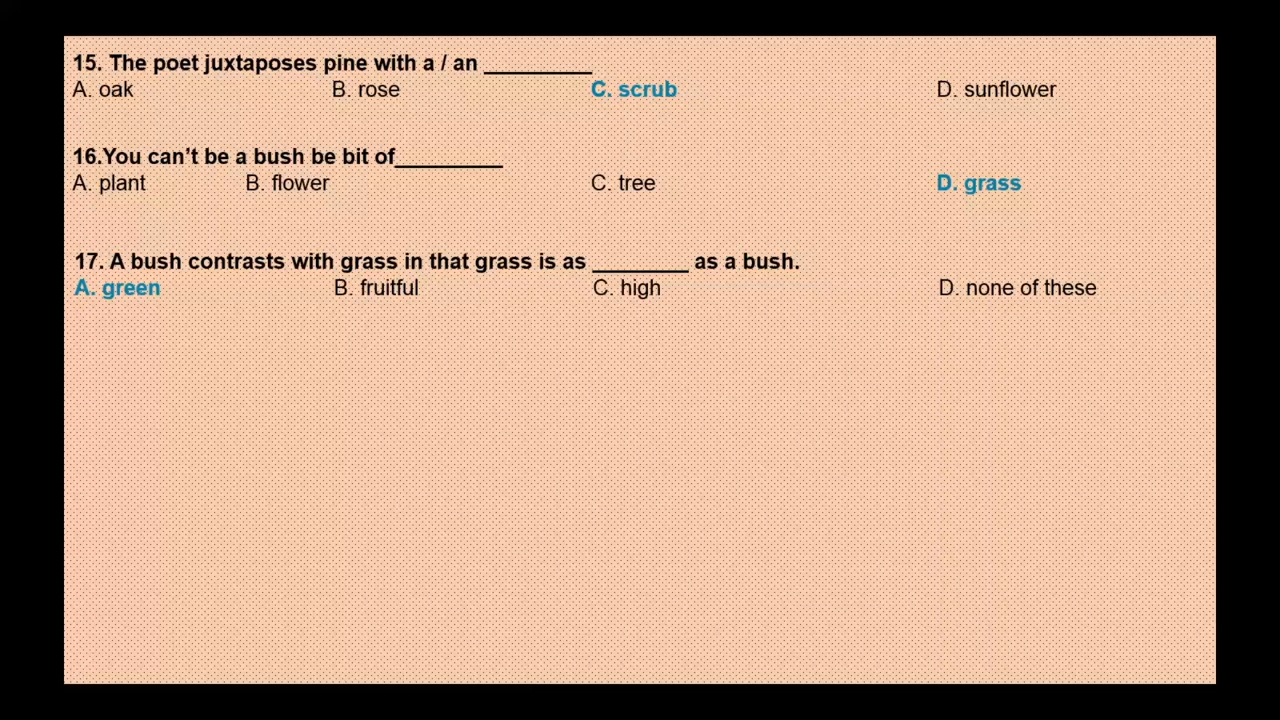 15. The poet juxtaposes pine with a / an _________
A. oak B. rose C. scrub D. sunflower
16.You can’t be a bush be bit of_________
A. plant B. flower C. tree D. grass
17. A bush contrasts with grass in that grass is as ________ as a bush.
A. green B. fruitful C. high D. none of these